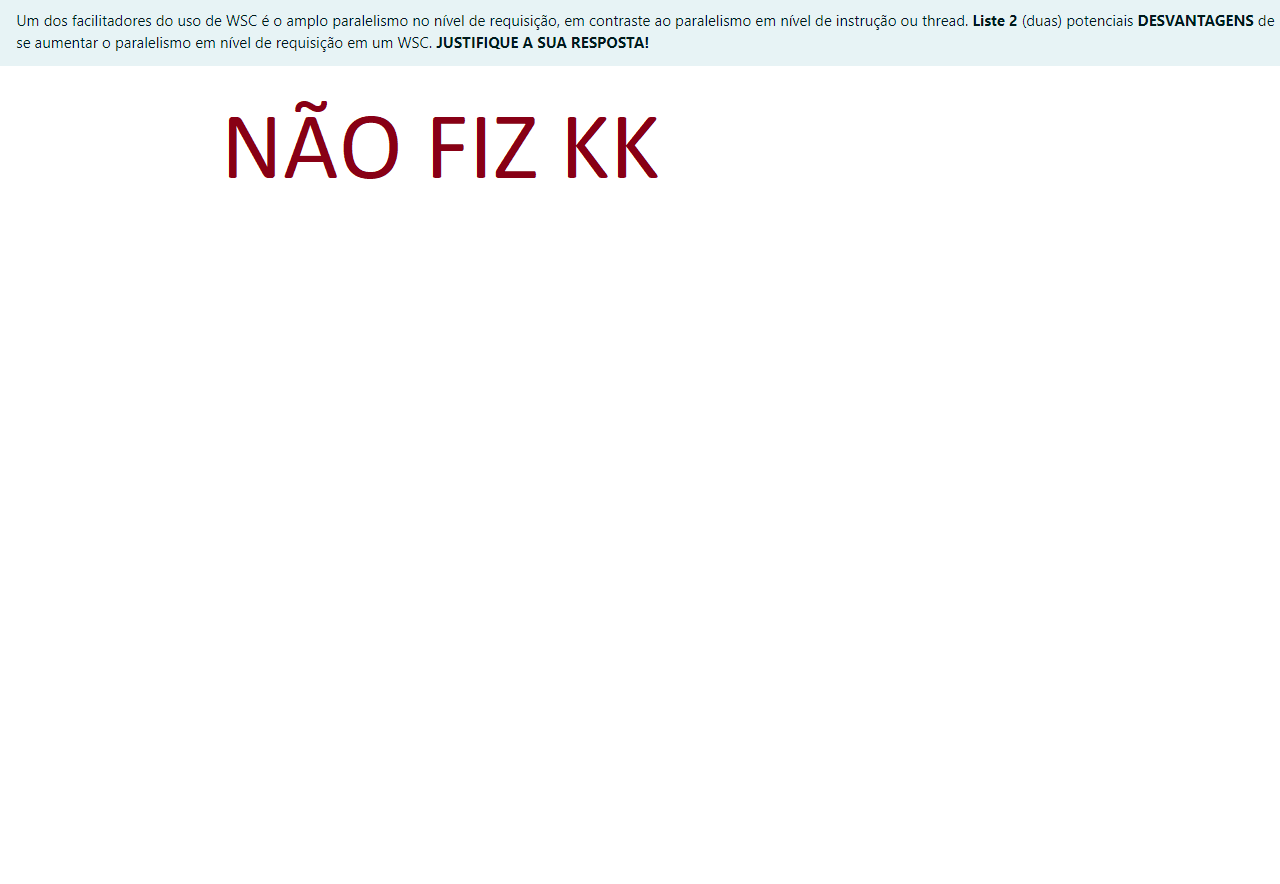 Um dos facilitadores do uso de WSC é o amplo paralelismo no nível de requisição, em contraste ao paralelismo em nível de instrução ou thread. Liste 2 (duas) potenciais DESVANTAGENS de
se aumentar o paralelismo em nível de requisição em um WSC. JUSTIFIQUE A SUA RESPOSTA!
NÃO FIZ KK